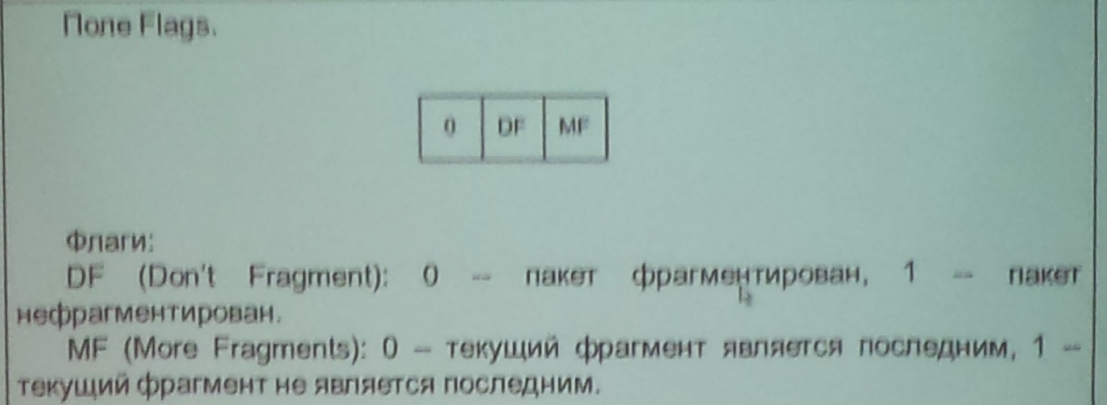 Поле Flags.
0 DF MF
Флаги:
DF (Don't Fragment): 0 – пакет фрагментирован, 1 – пакет
нефрагментирован.
MF (More Fragments): 0 – текущий фрагмент является последним, 1 –
текущий фрагмент не является последним.